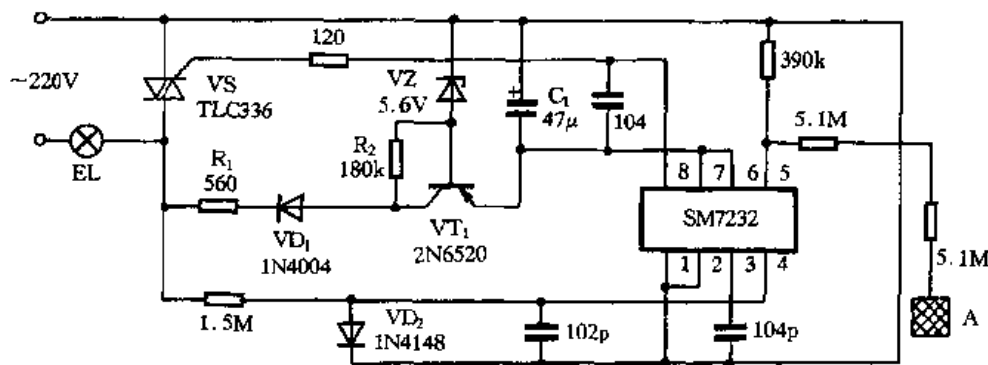 120
390k
~220V
VS
TLC336
VZ
5.6V
C₁
47μ
104
5.1M
EL
R₁
560
R₂
180k
8 7 6 5
SM7232
VD₁
1N4004
VT₁
2N6520
1 2 3 4
5.1M
A
1.5M
VD₂
1N4148
102p
104p